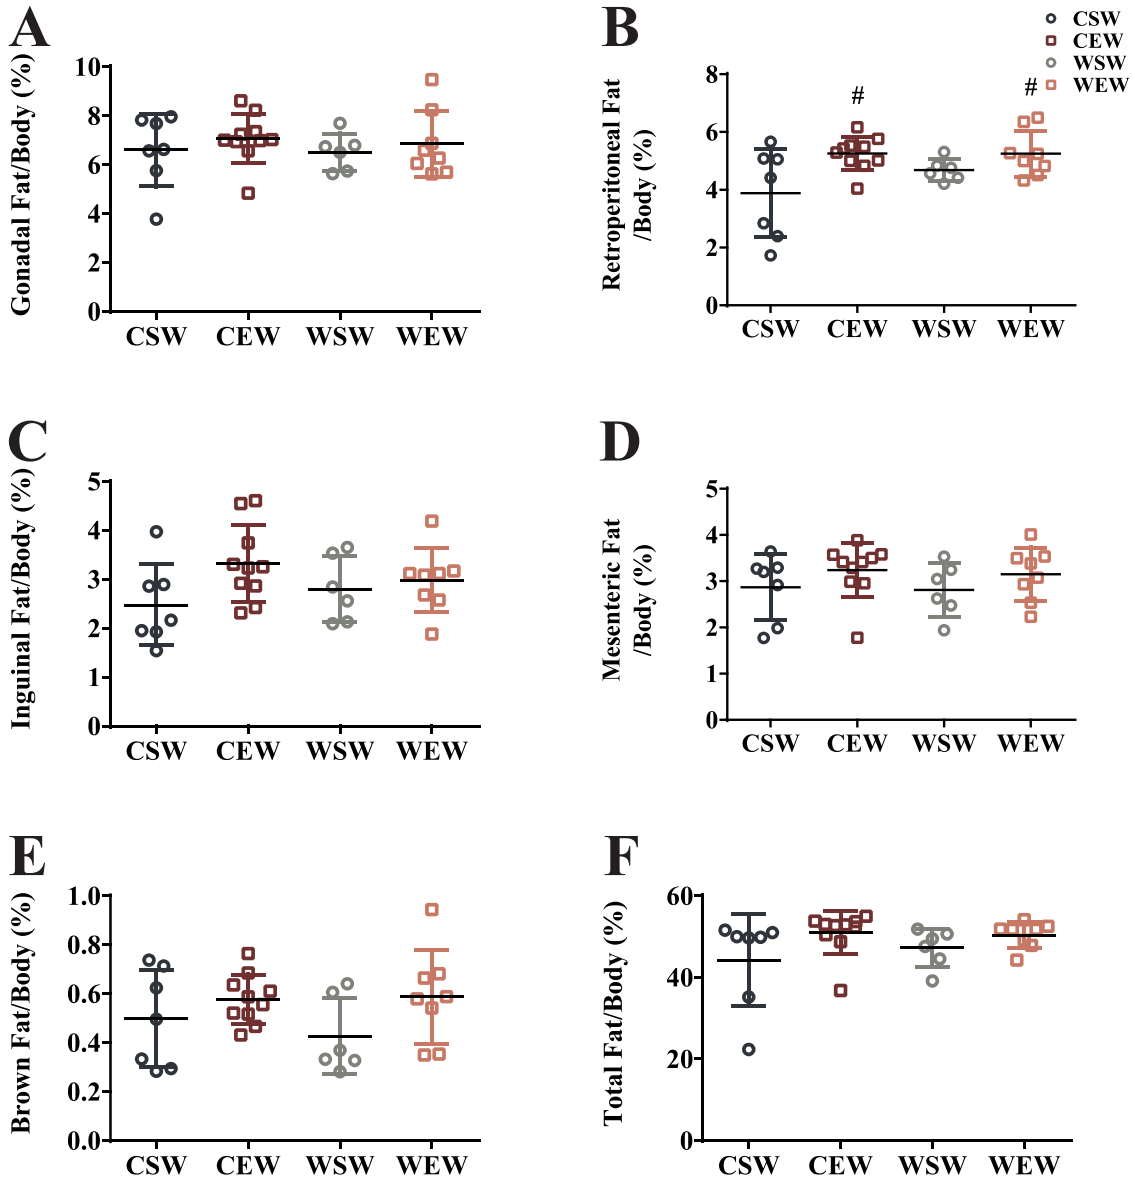 A
Gonadal Fat/Body (%)
10
8
6
4
2
0
CSW CEW WSW WEW
B
CSW
CEW
WSW
WEW
Retroperitoneal Fat
/Body (%)
8
6
4
2
0
# #
CSW CEW WSW WEW
C
Inguinal Fat/Body (%)
5
4
3
2
1
0
CSW CEW WSW WEW
D
Mesenteric Fat
/Body (%)
5
4
3
2
1
0
CSW CEW WSW WEW
E
Brown Fat/Body (%)
1.0
0.8
0.6
0.4
0.2
0.0
CSW CEW WSW WEW
F
Total Fat/Body (%)
60
40
20
0
CSW CEW WSW WEW